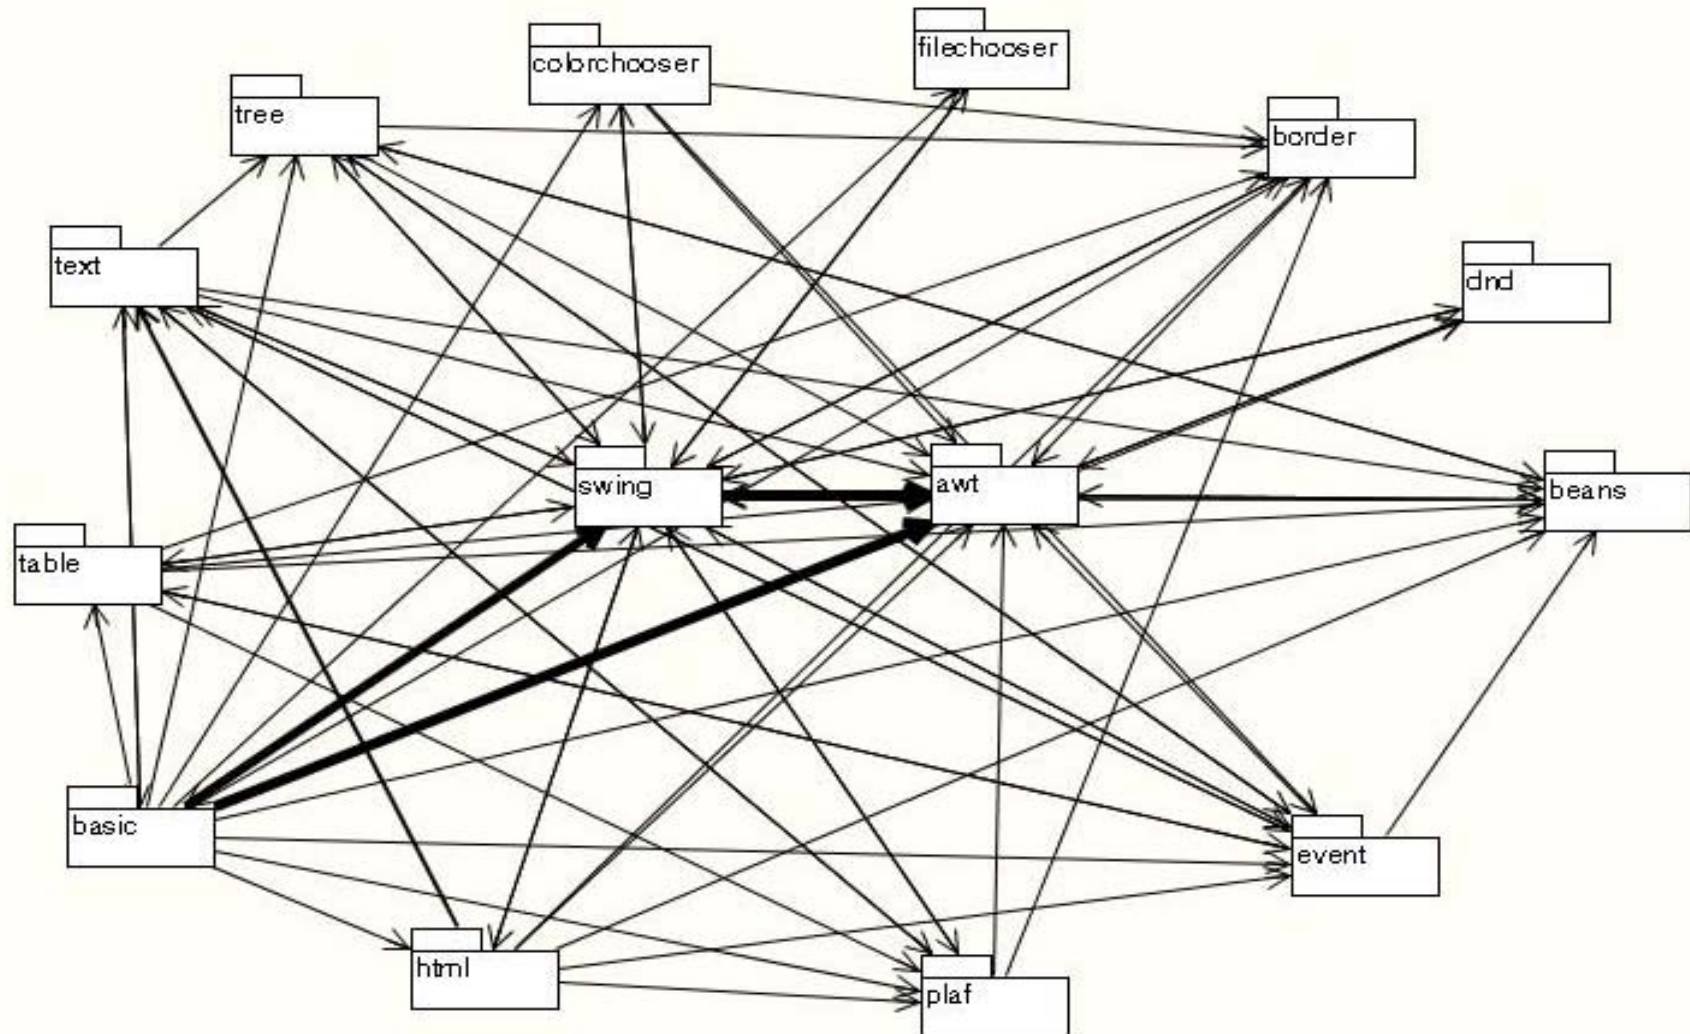 filechooser
colorchooser
tree
border
text
dnd
swing
awt
beans
table
basic
event
html
plaf